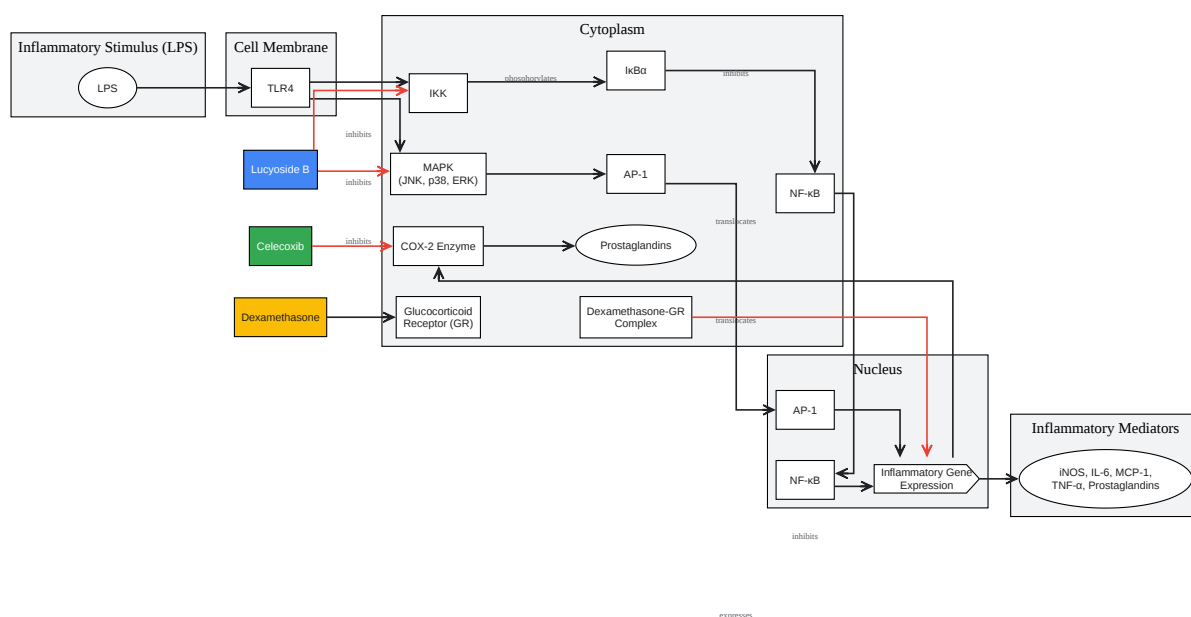 Cytoplasm
Inflammatory Stimulus (LPS)
Cell Membrane
LPS
TLR4
IKK
phosphorylates
IκBα
inhibits
inhibits
Lucyoside B
inhibits
MAPK
(JNK, p38, ERK)
AP-1
NF-κB
translocates
Celecoxib
inhibits
COX-2 Enzyme
Prostaglandins
Dexamethasone
Glucocorticoid
Receptor (GR)
Dexamethasone-GR
Complex
translocates
Nucleus
AP-1
NF-κB
Inflammatory Gene
Expression
Inflammatory Mediators
iNOS, IL-6, MCP-1,
TNF-α, Prostaglandins
inhibits
expresses